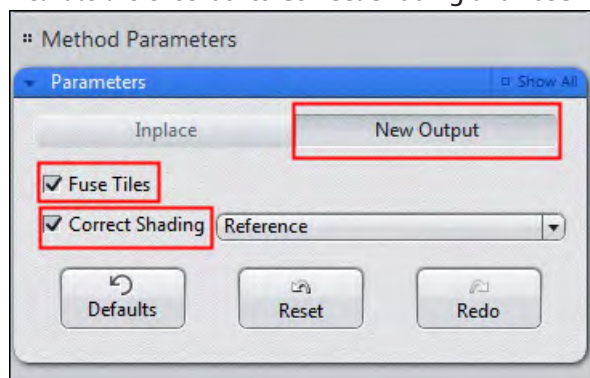 Method Parameters
Parameters Show All
Inplace New Output
Fuse Tiles
Correct Shading Reference
Defaults Reset Redo